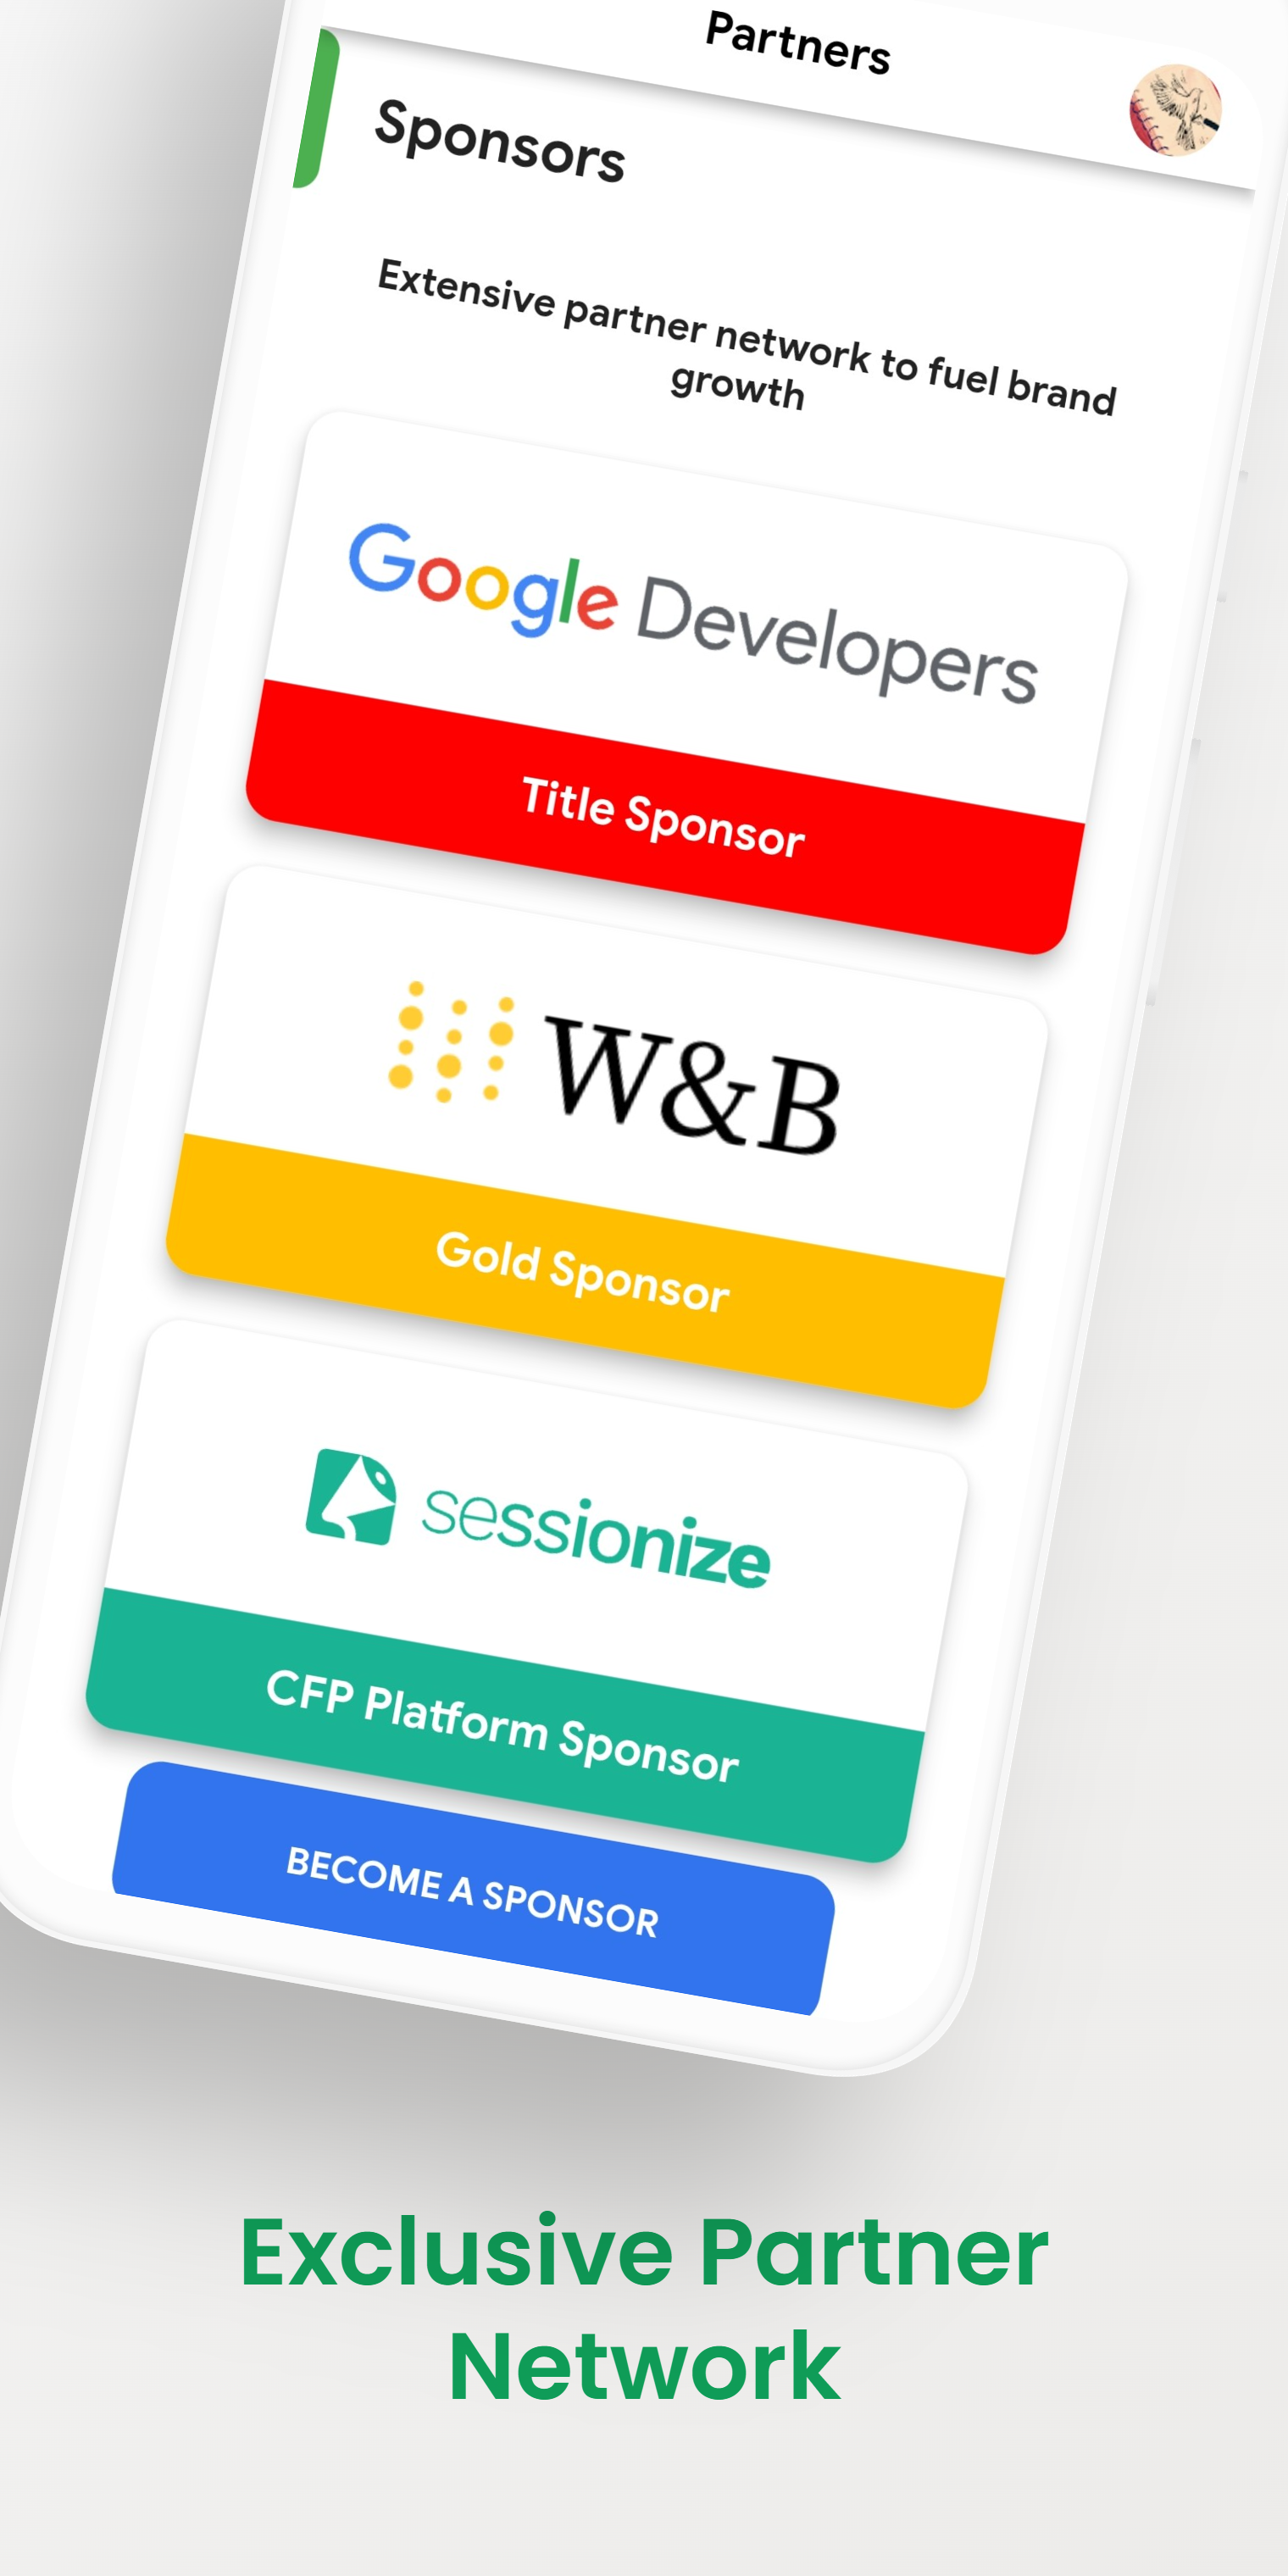 Partners
Sponsors
Extensive partner network to fuel brand
growth
Google Developers
Title Sponsor
W&B
Gold Sponsor
sessionize
CFP Platform Sponsor
BECOME A SPONSOR
Exclusive Partner
Network